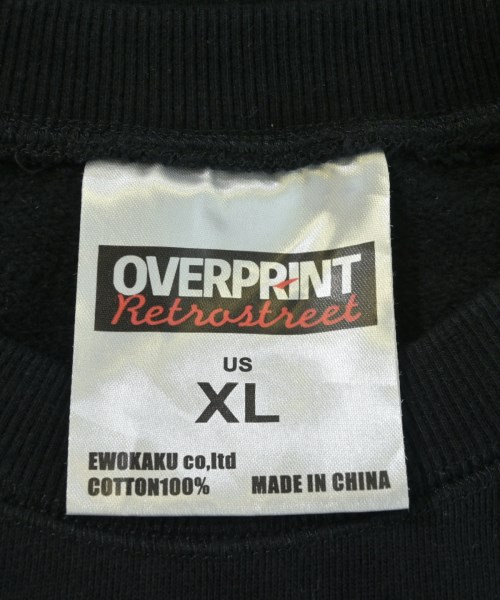 OVERPRINT
Retrostreet
US
XL
EWOKAKU co,ltd
COTTON100% MADE IN CHINA